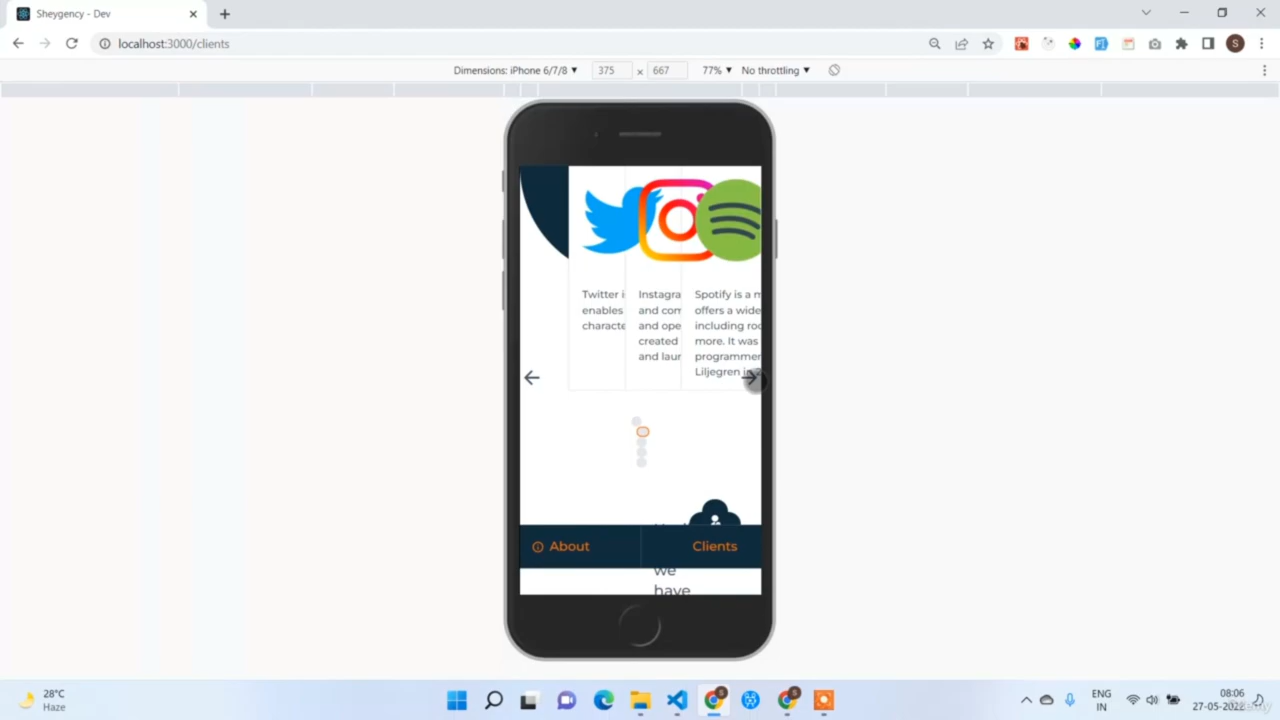 Sheygency - Dev
localhost:3000/clients
S
Dimensions: iPhone 6/7/8
375 x 667
77%
No throttling
Twitter i
enables
characte
Instagra
and com
and ope
created
and laur
Spotify is a m
offers a wide
including roc
more. It was
programmer
Liljegren in
About
Clients
we
have
28°C
Haze
S
S
ENG
IN
08:06
27-05-2022